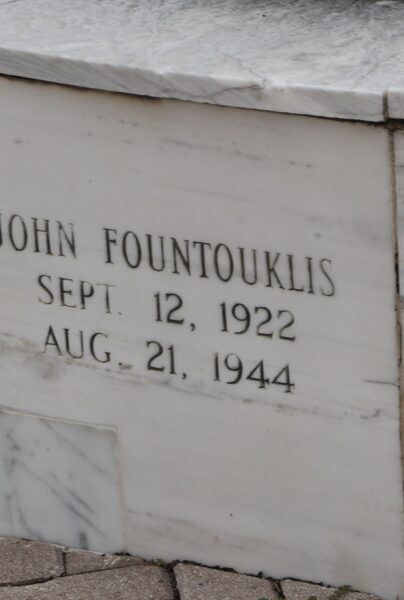 JOHN FOUNTOUKLIS
SEPT. 12, 1922
AUG. 21, 1944